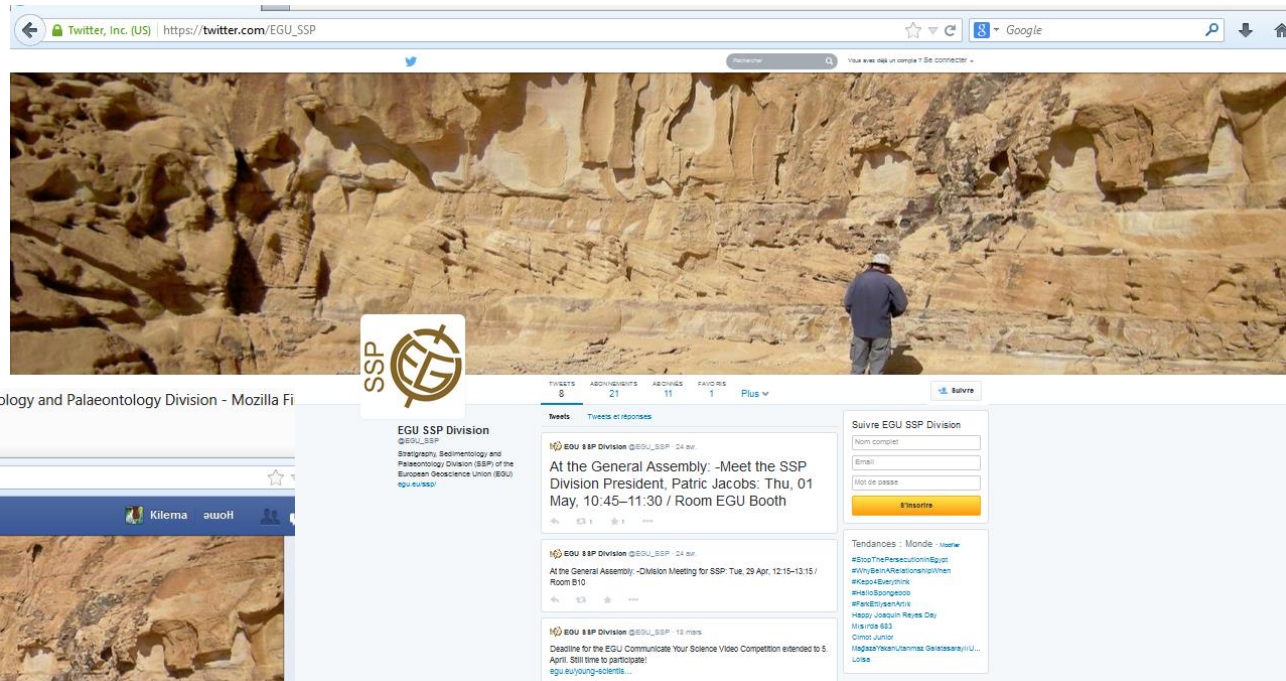 Twitter, Inc. (US) https://twitter.com/EGU_SSP
Google
Rechercher
Vous avez déjà un compte ? Se connecter
SSP
EG
TWEETS
8
ABONNEMENTS
21
ABONNÉS
11
FAVORIS
1
Plus
Suivre
ology and Palaeontology Division - Mozilla Fi
Kilema
Home
EGU SSP Division
@EGU_SSP
Stratigraphy, Sedimentology and
Palaeontology Division (SSP) of the
European Geoscience Union (EGU)
egu.eu/ssp/
Tweets Tweets et réponses
EGU SSP Division @EGU_SSP · 24 avr.
At the General Assembly: -Meet the SSP
Division President, Patric Jacobs: Thu, 01
May, 10:45–11:30 / Room EGU Booth
1 1
EGU SSP Division @EGU_SSP · 24 avr.
At the General Assembly: -Division Meeting for SSP: Tue, 29 Apr, 12:15–13:15 /
Room B10
EGU SSP Division @EGU_SSP · 18 mars
Deadline for the EGU Communicate Your Science Video Competition extended to 5
April. Still time to participate!
egu.eu/young-scientis...
Suivre EGU SSP Division
Nom complet
Email
Mot de passe
S'inscrire
Tendances : Monde · Modifier
#StopThePersecutionInEgypt
#WhyBeInARelationshipWhen
#Kepo4Everythink
#HalloSpongebob
Happy Joaquin Reyes Day
Mısırda 683
Cimot Junior
MağazaYakanUtanmaz GalatasaraylıU...